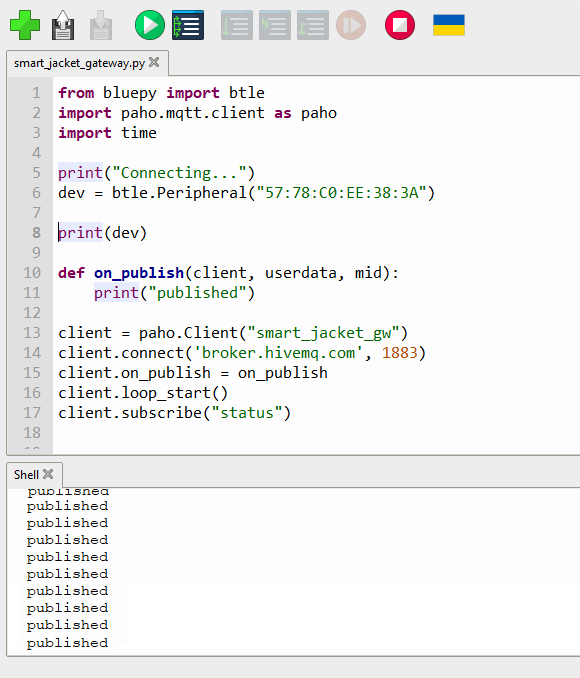 smart_jacket_gateway.py
1 from bluepy import btle
2 import paho.mqtt.client as paho
3 import time
4
5 print("Connecting...")
6 dev = btle.Peripheral("57:78:C0:EE:38:3A")
7
8 print(dev)
9
10 def on_publish(client, userdata, mid):
11     print("published")
12
13 client = paho.Client("smart_jacket_gw")
14 client.connect('broker.hivemq.com', 1883)
15 client.on_publish = on_publish
16 client.loop_start()
17 client.subscribe("status")
18
19
Shell
published
published
published
published
published
published
published
published
published
published